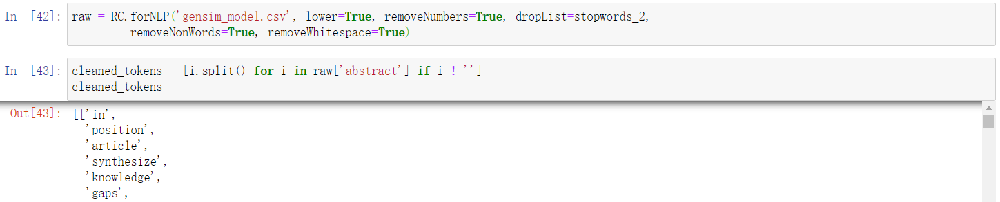 In [42]: raw = RC.forNLP('gensim_model.csv', lower=True, removeNumbers=True, dropList=stopwords_2,
removeNonWords=True, removeWhitespace=True)
In [43]: cleaned_tokens = [i.split() for i in raw['abstract'] if i !='']
cleaned_tokens
Out[43]: [['in',
'position',
'article',
'synthesize',
'knowledge',
'gaps',